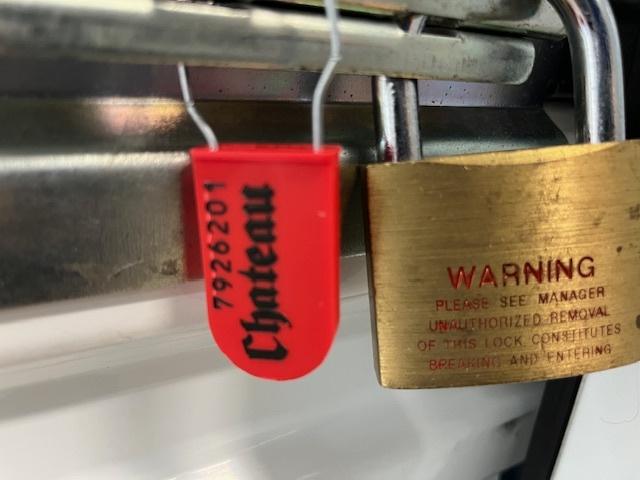 7926201
Chateau
WARNING
PLEASE SEE MANAGER
UNAUTHORIZED REMOVAL
OF THIS LOCK CONSTITUTES
BREAKING AND ENTERING